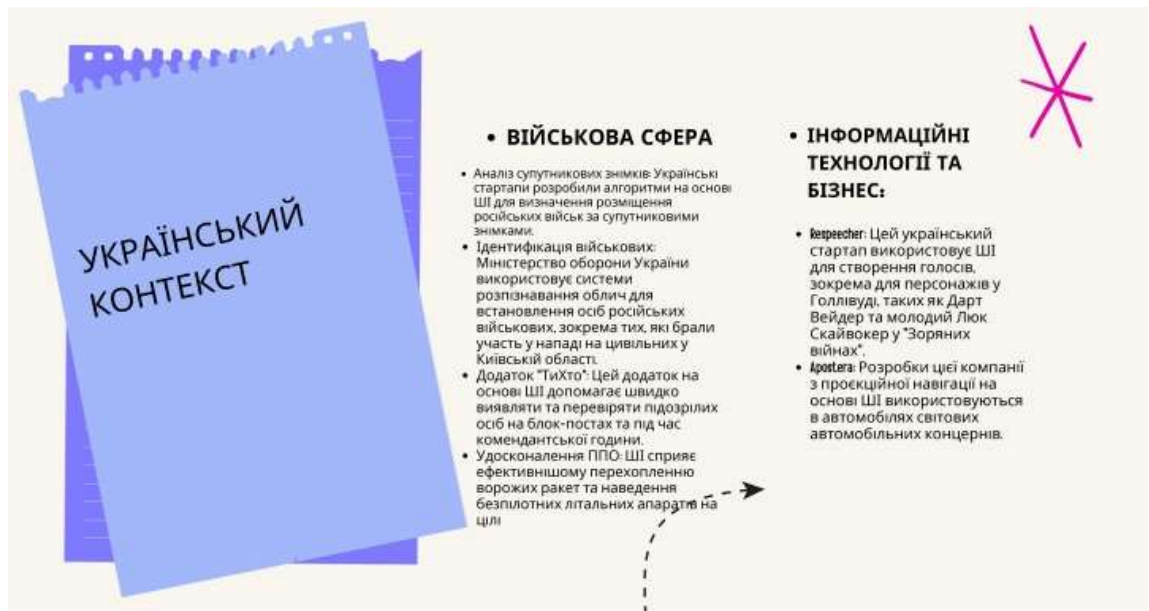 УКРАЇНСЬКИЙ
КОНТЕКСТ
• ВІЙСЬКОВА СФЕРА
• Аналіз супутникових знімків: Українські
стартапи розробили алгоритми на основі
ШІ для визначення розміщення
російських військ за супутниковими
знімками.
• Ідентифікація військових:
Міністерство оборони України
використовує системи
розпізнавання облич для
встановлення осіб російських
військових, зокрема тих, які брали
участь у нападі на цивільних у
Київській області.
• Додаток "ТиХто": Цей додаток на
основі ШІ допомагає швидко
виявляти та перевіряти підозрілих
осіб на блок-постах та під час
комендантської години.
• Удосконалення ППО: ШІ сприяє
ефективнішому перехопленню
ворожих ракет та наведення
безпілотних літальних апаратів на
цілі
• ІНФОРМАЦІЙНІ
ТЕХНОЛОГІЇ ТА
БІЗНЕС:
• Respeecher: Цей український
стартап використовує ШІ
для створення голосів,
зокрема для персонажів у
Голлівуді, таких як Дарт
Вейдер та молодий Люк
Скайвокер у "Зоряних
війнах".
• Apostera: Розробки цієї компанії
з проєкційної навігації на
основі ШІ використовуються
в автомобілях світових
автомобільних концернів.